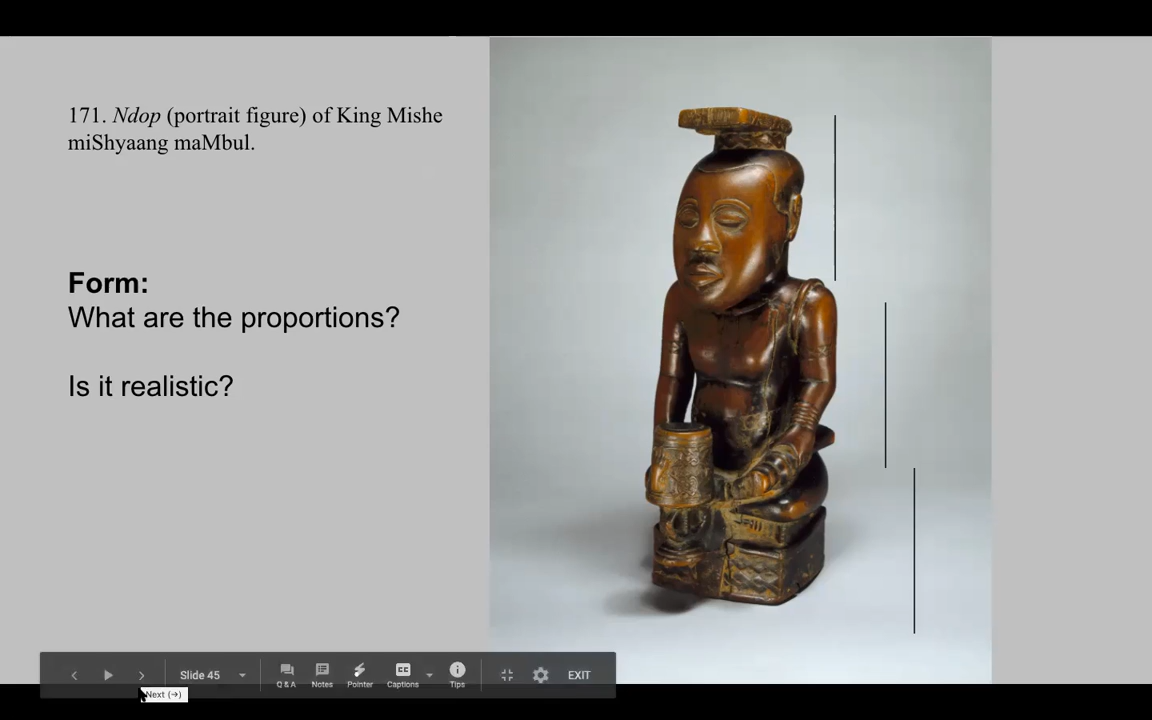 171. Ndop (portrait figure) of King Mishe
miShyaang maMbul.
Form:
What are the proportions?
Is it realistic?
Slide 45
Q & A
Notes
Pointer
CC
Captions
Tips
EXIT
Next (→)